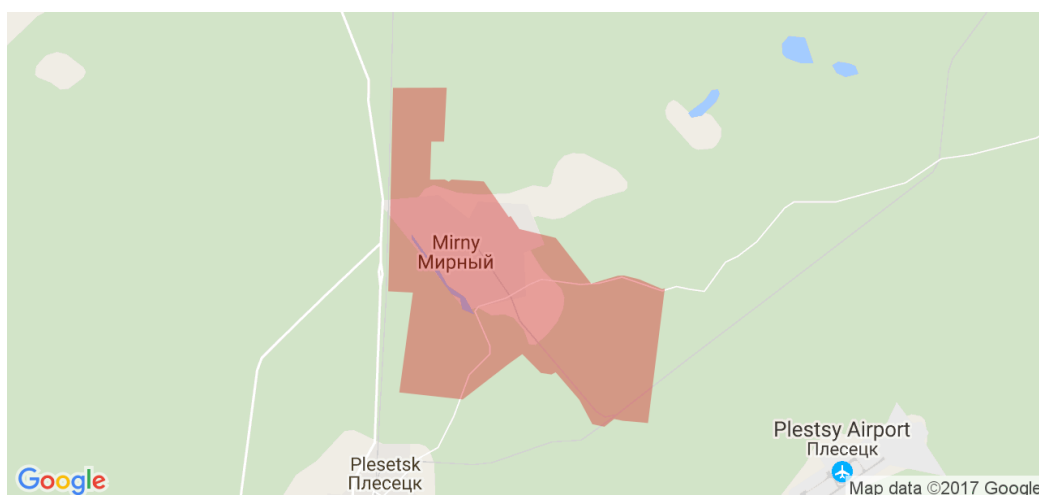 Mirny
Мирный
Plestsy Airport
Плесецк
Plesetsk
Плесецк
Google
Map data ©2017 Google